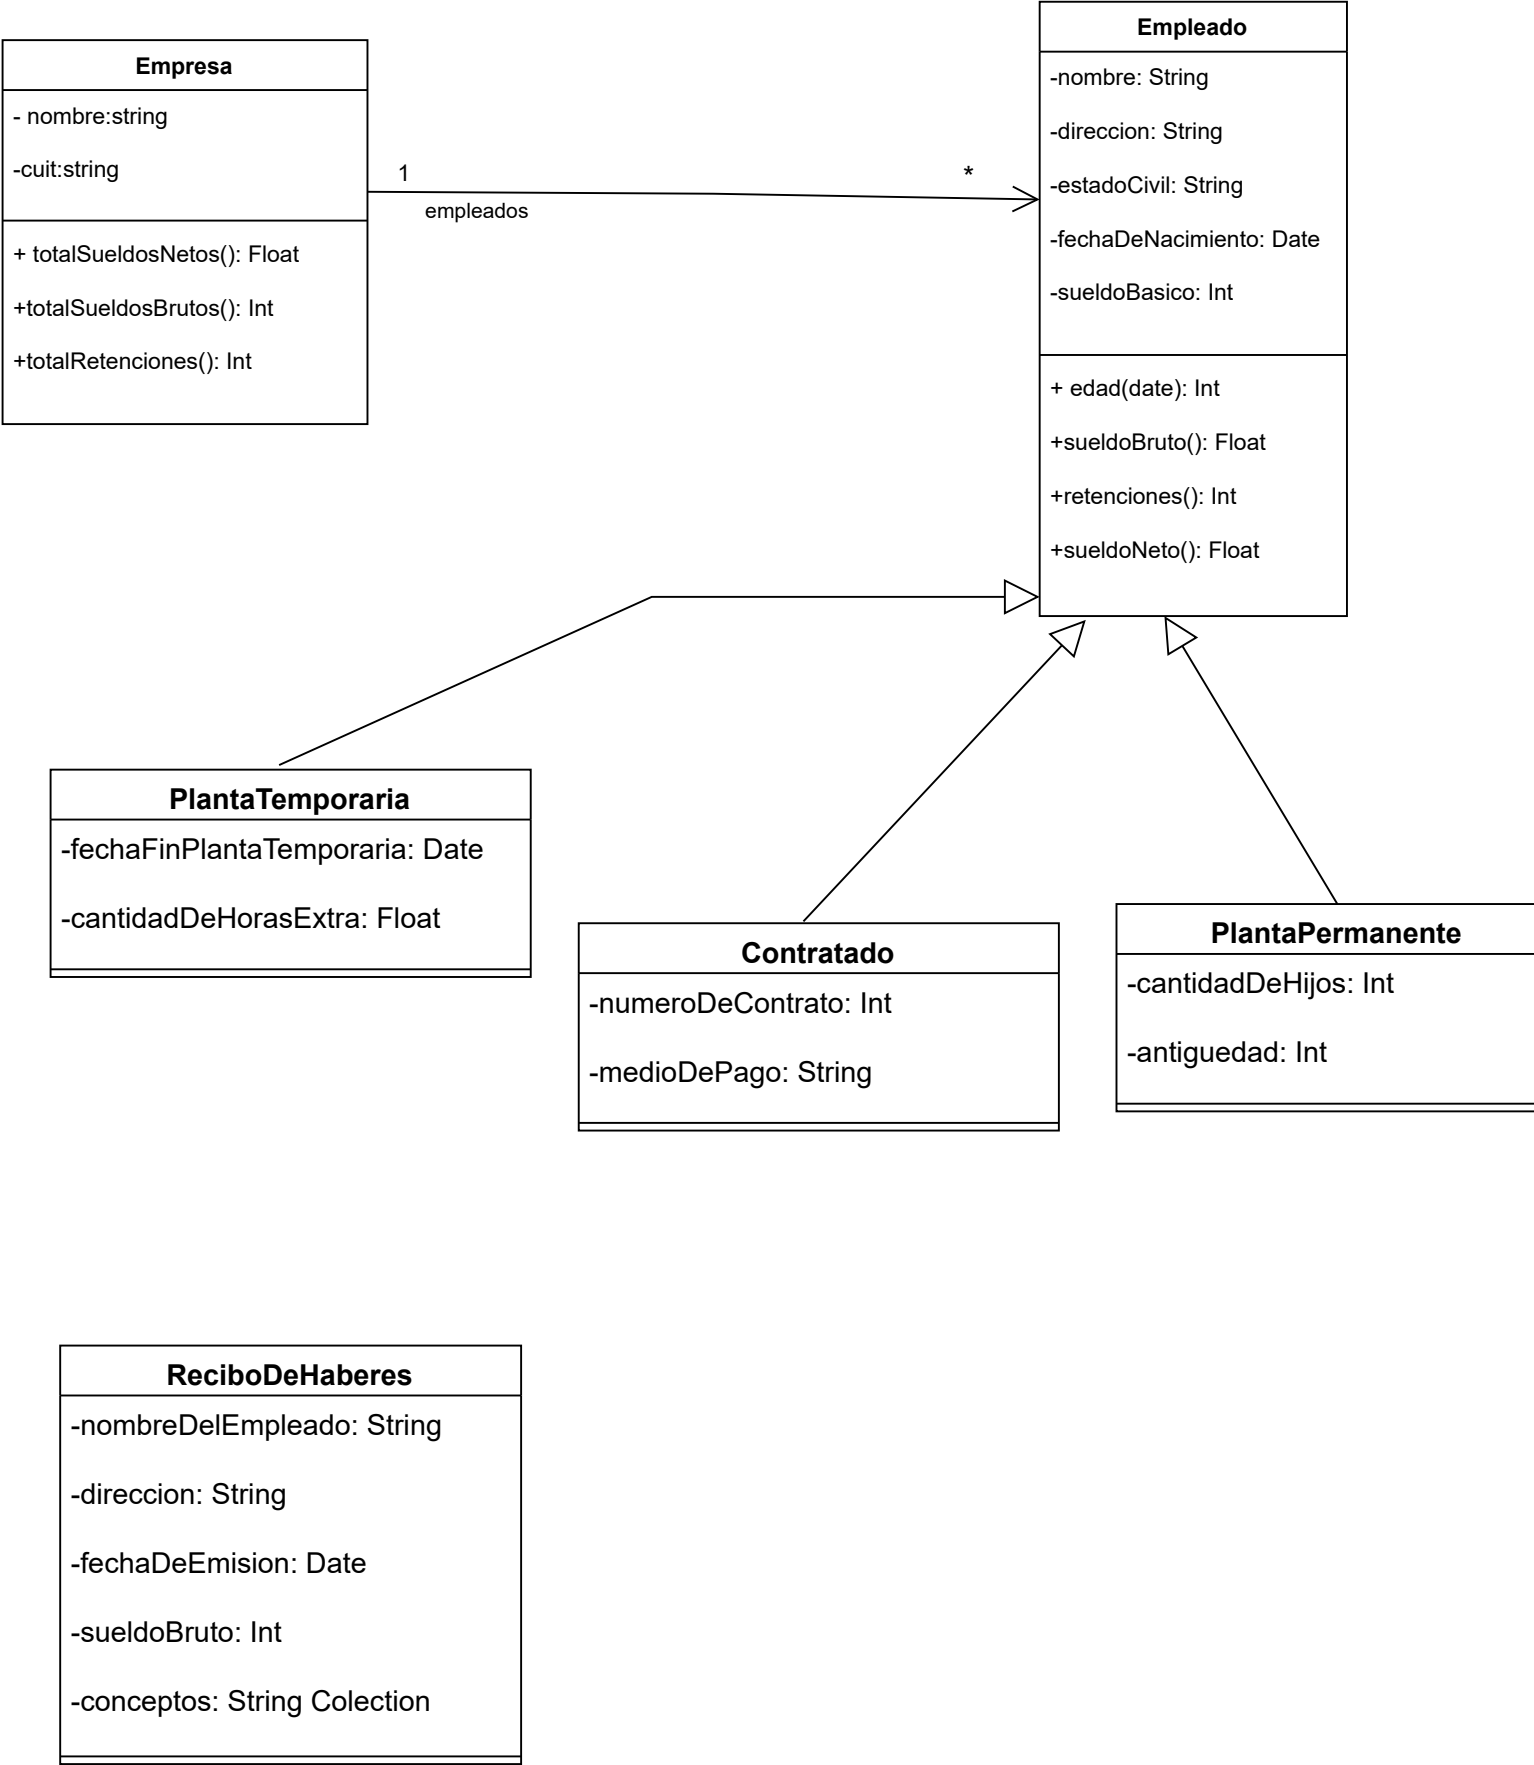 Empresa
- nombre:string
-cuit:string
+ totalSueldosNetos(): Float
+totalSueldosBrutos(): Int
+totalRetenciones(): Int
1
*
empleados
Empleado
-nombre: String
-direccion: String
-estadoCivil: String
-fechaDeNacimiento: Date
-sueldoBasico: Int
+ edad(date): Int
+sueldoBruto(): Float
+retenciones(): Int
+sueldoNeto(): Float
PlantaTemporaria
-fechaFinPlantaTemporaria: Date
-cantidadDeHorasExtra: Float
Contratado
-numeroDeContrato: Int
-medioDePago: String
PlantaPermanente
-cantidadDeHijos: Int
-antiguedad: Int
ReciboDeHaberes
-nombreDelEmpleado: String
-direccion: String
-fechaDeEmision: Date
-sueldoBruto: Int
-conceptos: String Colection